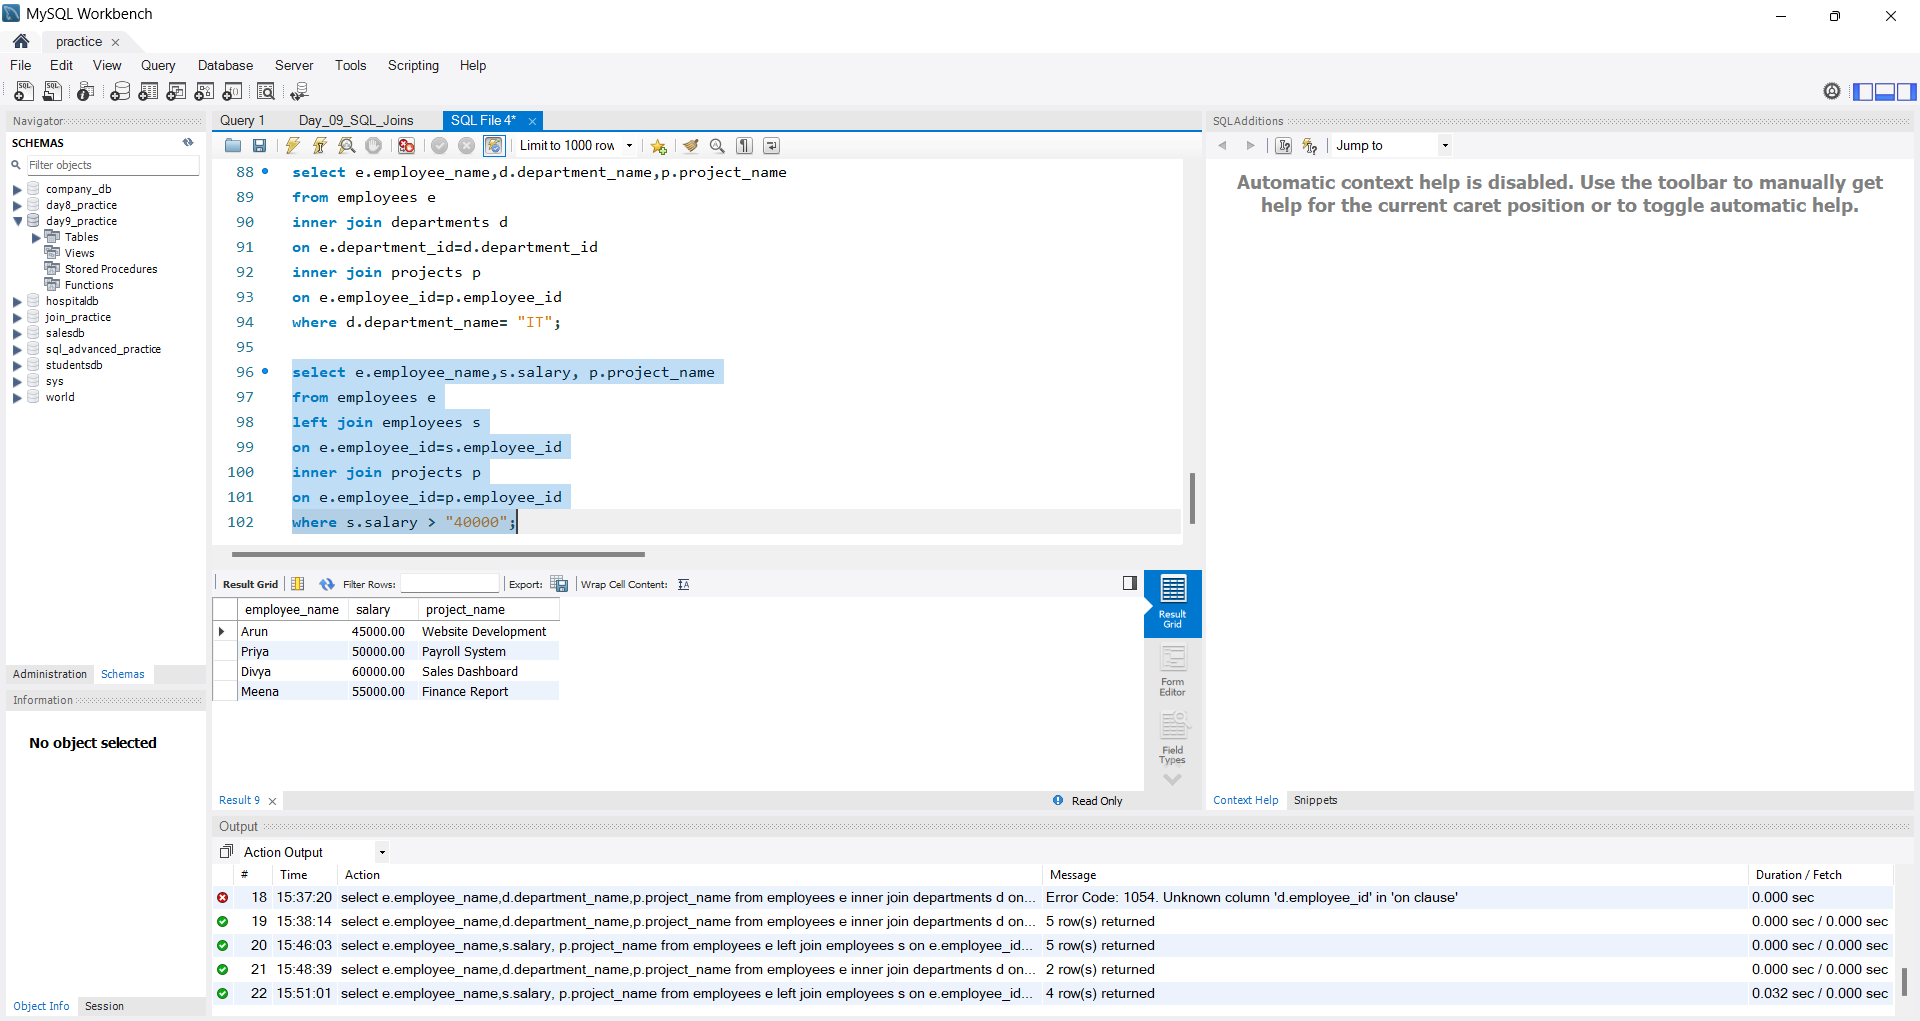 MySQL Workbench
practice
File Edit View Query Database Server Tools Scripting Help
Navigator
SCHEMAS
Filter objects
company_db
day8_practice
day9_practice
Tables
Views
Stored Procedures
Functions
hospitaldb
join_practice
salesdb
sql_advanced_practice
studentsdb
sys
world
Administration Schemas
Information
No object selected
Object Info Session
Query 1 Day_09_SQL_Joins SQL File 4*
Limit to 1000 row
88 select e.employee_name,d.department_name,p.project_name
89 from employees e
90 inner join departments d
91 on e.department_id=d.department_id
92 inner join projects p
93 on e.employee_id=p.employee_id
94 where d.department_name= "IT";
95
96 select e.employee_name,s.salary, p.project_name
97 from employees e
98 left join employees s
99 on e.employee_id=s.employee_id
100 inner join projects p
101 on e.employee_id=p.employee_id
102 where s.salary > "40000";
Result Grid Filter Rows: Export: Wrap Cell Content:
employee_name salary project_name
Arun 45000.00 Website Development
Priya 50000.00 Payroll System
Divya 60000.00 Sales Dashboard
Meena 55000.00 Finance Report
Result Grid
Form Editor
Field Types
Result 9 Read Only
SQLAdditions
Jump to
Automatic context help is disabled. Use the toolbar to manually get
help for the current caret position or to toggle automatic help.
Context Help Snippets
Output
Action Output
# Time Action Message Duration / Fetch
18 15:37:20 select e.employee_name,d.department_name,p.project_name from employees e inner join departments d on... Error Code: 1054. Unknown column 'd.employee_id' in 'on clause' 0.000 sec
19 15:38:14 select e.employee_name,d.department_name,p.project_name from employees e inner join departments d on... 5 row(s) returned 0.000 sec / 0.000 sec
20 15:46:03 select e.employee_name,s.salary, p.project_name from employees e left join employees s on e.employee_id... 5 row(s) returned 0.000 sec / 0.000 sec
21 15:48:39 select e.employee_name,d.department_name,p.project_name from employees e inner join departments d on... 2 row(s) returned 0.000 sec / 0.000 sec
22 15:51:01 select e.employee_name,s.salary, p.project_name from employees e left join employees s on e.employee_id... 4 row(s) returned 0.032 sec / 0.000 sec